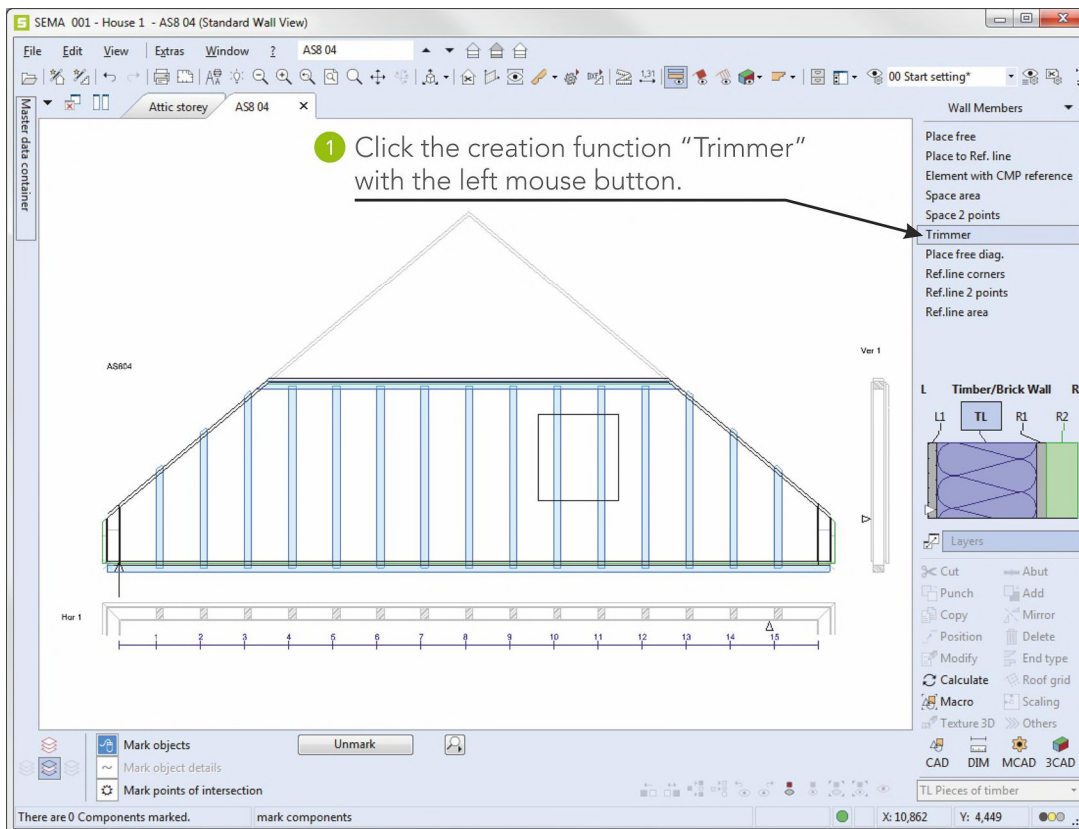 SEMA 001 - House 1 - AS8 04 (Standard Wall View)
File Edit View Extras Window ? AS8 04
1,31 00 Start setting*
Attic storey AS8 04 ×
Master data container
Wall Members
1 Click the creation function “Trimmer”
with the left mouse button.
Place free
Place to Ref. line
Element with CMP reference
Space area
Space 2 points
Trimmer
Place free diag.
Ref.line corners
Ref.line 2 points
Ref.line area
AS804
Ver 1
L Timber/Brick Wall R
L1 TL R1 R2
Layers
Cut Abut
Punch Add
Copy Mirror
Position Delete
Modify End type
Calculate Roof grid
Macro Scaling
Texture 3D Others
CAD DIM MCAD 3CAD
TL Pieces of timber
Hor 1
1 2 3 4 5 6 7 8 9 10 11 12 13 14 15
Mark objects Unmark
Mark object details
Mark points of intersection
There are 0 Components marked. mark components X: 10,862 Y: 4,449